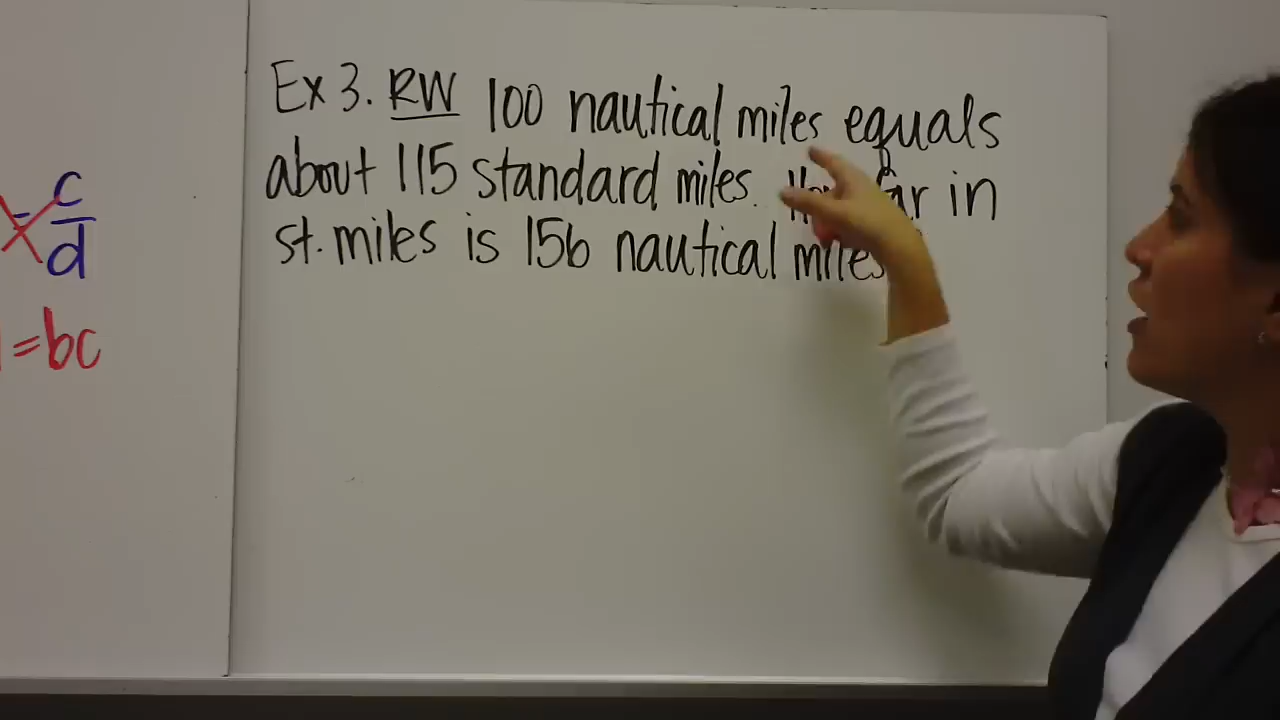 Ex 3. RW 100 nautical miles equals
about 115 standard miles. How far in
st. miles is 156 nautical miles
c
=
d
=bc